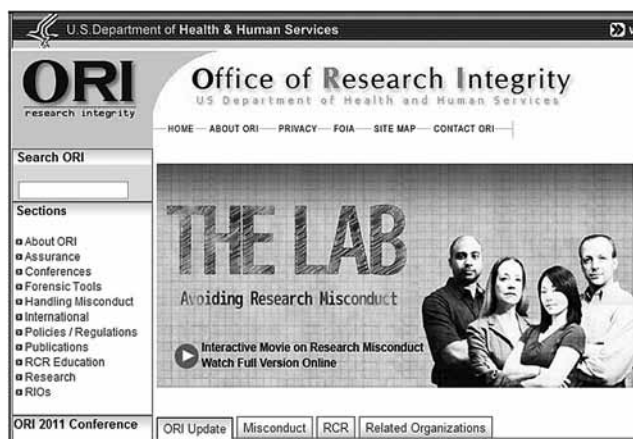 U.S. Department of Health & Human Services
ORI
research integrity
Office of Research Integrity
US Department of Health and Human Services
HOME — ABOUT ORI — PRIVACY — FOIA — SITE MAP — CONTACT ORI
Search ORI
Sections
About ORI
Assurance
Conferences
Forensic Tools
Handling Misconduct
International
Policies / Regulations
Publications
RCR Education
Research
RIOs
ORI 2011 Conference
THE LAB
Avoiding Research Misconduct
Interactive Movie on Research Misconduct
Watch Full Version Online
ORI Update Misconduct RCR Related Organizations